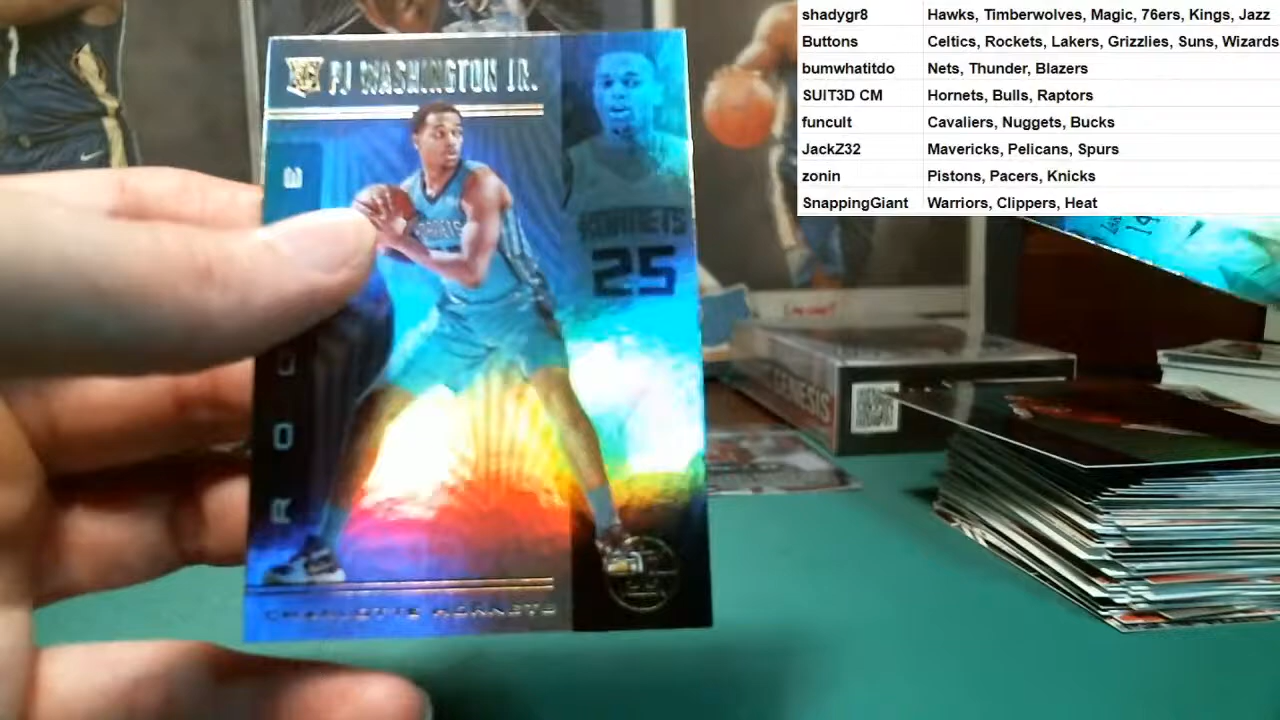 shadygr8 Hawks, Timberwolves, Magic, 76ers, Kings, Jazz
Buttons Celtics, Rockets, Lakers, Grizzlies, Suns, Wizards
bumwhatitdo Nets, Thunder, Blazers
SUIT3D CM Hornets, Bulls, Raptors
funcult Cavaliers, Nuggets, Bucks
JackZ32 Mavericks, Pelicans, Spurs
zonin Pistons, Pacers, Knicks
SnappingGiant Warriors, Clippers, Heat
RC PJ WASHINGTON JR.
HORNETS
25
CHARLOTTE HORNETS
GENESIS